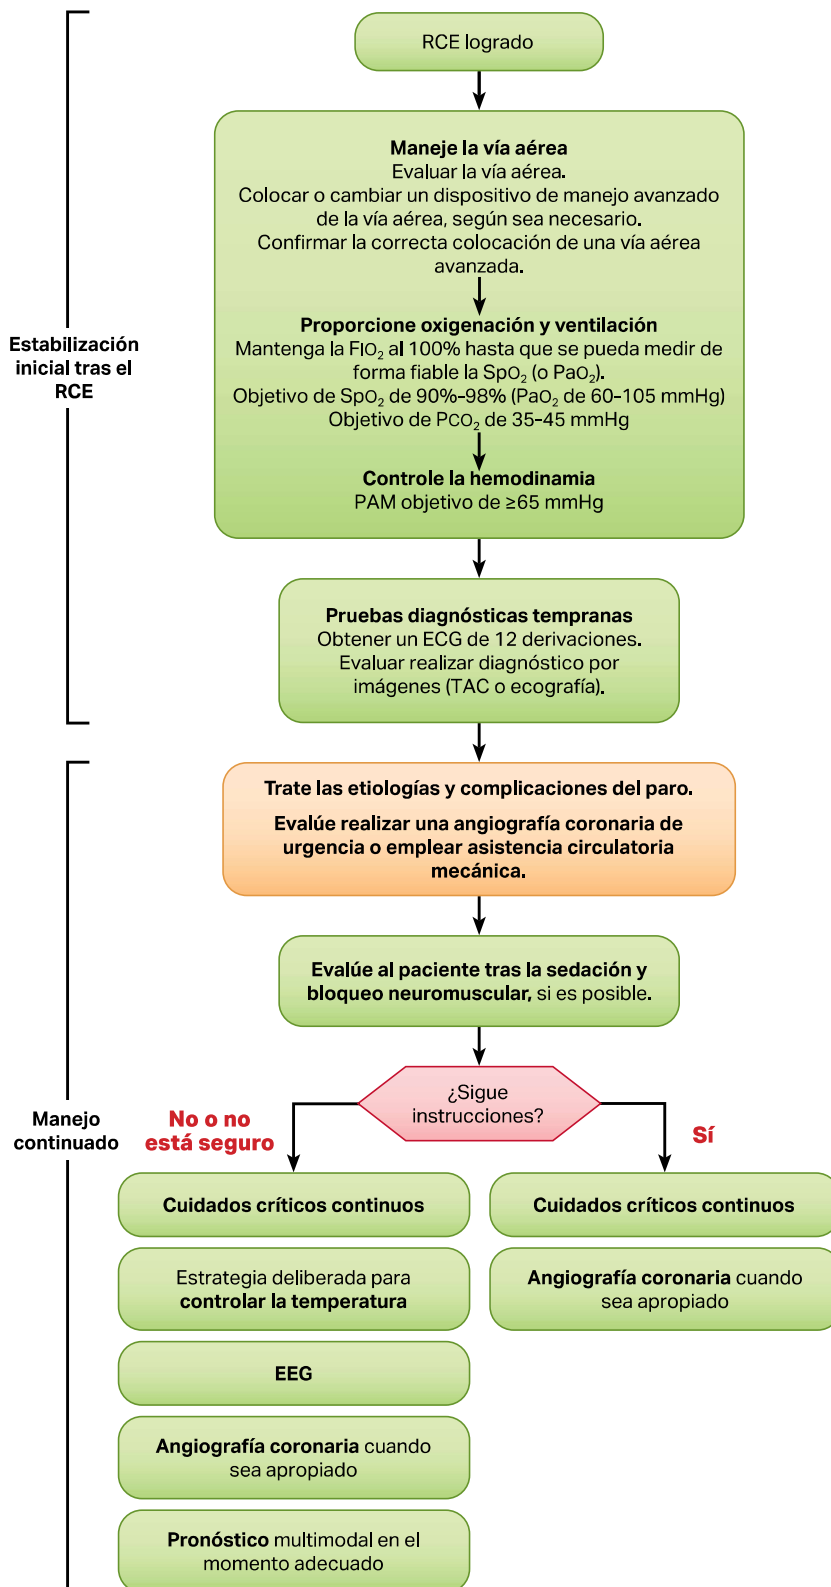 RCE logrado
Maneje la vía aérea
Evaluar la vía aérea.
Colocar o cambiar un dispositivo de manejo avanzado
de la vía aérea, según sea necesario.
Confirmar la correcta colocación de una vía aérea
avanzada.
Proporcione oxigenación y ventilación
Mantenga la FIO₂ al 100% hasta que se pueda medir de
forma fiable la SpO₂ (o PaO₂).
Objetivo de SpO₂ de 90%-98% (PaO₂ de 60-105 mmHg)
Objetivo de PCO₂ de 35-45 mmHg
Controle la hemodinamia
PAM objetivo de ≥65 mmHg
Estabilización
inicial tras el
RCE
Pruebas diagnósticas tempranas
Obtener un ECG de 12 derivaciones.
Evaluar realizar diagnóstico por
imágenes (TAC o ecografía).
Trate las etiologías y complicaciones del paro.
Evalúe realizar una angiografía coronaria de
urgencia o emplear asistencia circulatoria
mecánica.
Evalúe al paciente tras la sedación y
bloqueo neuromuscular, si es posible.
¿Sigue
instrucciones?
Manejo
continuado
No o no
está seguro
Sí
Cuidados críticos continuos
Estrategia deliberada para
controlar la temperatura
EEG
Angiografía coronaria cuando
sea apropiado
Pronóstico multimodal en el
momento adecuado
Cuidados críticos continuos
Angiografía coronaria cuando
sea apropiado